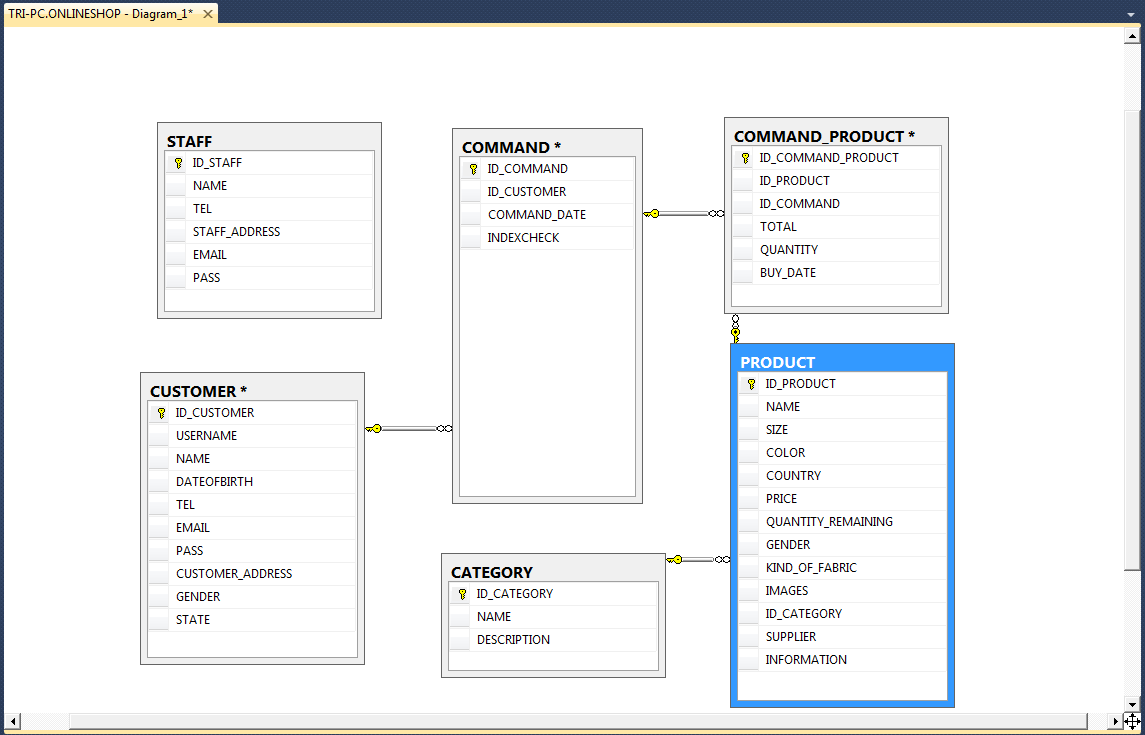 TRI-PC.ONLINESHOP - Diagram_1*
STAFF
ID_STAFF
NAME
TEL
STAFF_ADDRESS
EMAIL
PASS
COMMAND *
ID_COMMAND
ID_CUSTOMER
COMMAND_DATE
INDEXCHECK
COMMAND_PRODUCT *
ID_COMMAND_PRODUCT
ID_PRODUCT
ID_COMMAND
TOTAL
QUANTITY
BUY_DATE
CUSTOMER *
ID_CUSTOMER
USERNAME
NAME
DATEOFBIRTH
TEL
EMAIL
PASS
CUSTOMER_ADDRESS
GENDER
STATE
CATEGORY
ID_CATEGORY
NAME
DESCRIPTION
PRODUCT
ID_PRODUCT
NAME
SIZE
COLOR
COUNTRY
PRICE
QUANTITY_REMAINING
GENDER
KIND_OF_FABRIC
IMAGES
ID_CATEGORY
SUPPLIER
INFORMATION